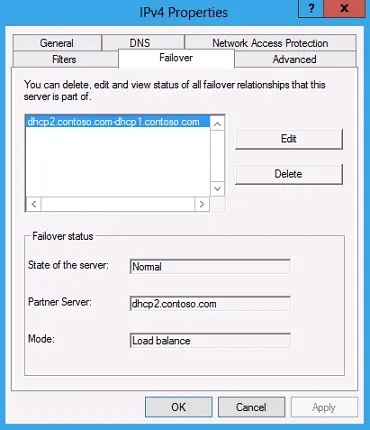 IPv4 Properties
? x
General DNS Network Access Protection
Filters Failover Advanced
You can delete, edit and view status of all failover relationships that this
server is part of.
dhcp2.contoso.com-dhcp1.contoso.com
Edit
Delete
Failover status
State of the server: Normal
Partner Server: dhcp2.contoso.com
Mode: Load balance
OK Cancel Apply